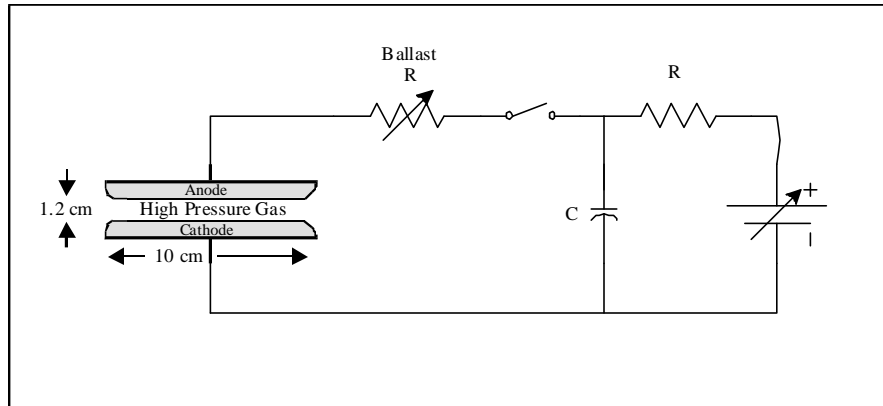 Ballast
R
R
Anode
1.2 cm
High Pressure Gas
Cathode
C
+
10 cm